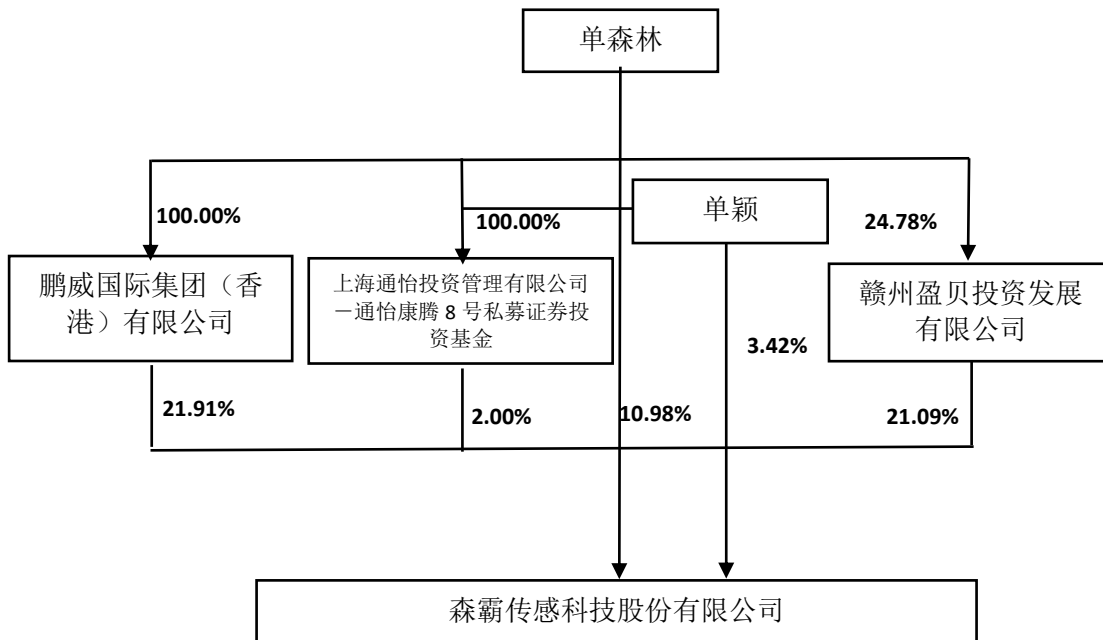 单森林
100.00%
100.00%
单颖
24.78%
鹏威国际集团（香
港）有限公司
上海通怡投资管理有限公司
－通怡康腾 8 号私募证券投
资基金
赣州盈贝投资发展
有限公司
3.42%
21.91%
2.00%
10.98%
21.09%
森霸传感科技股份有限公司